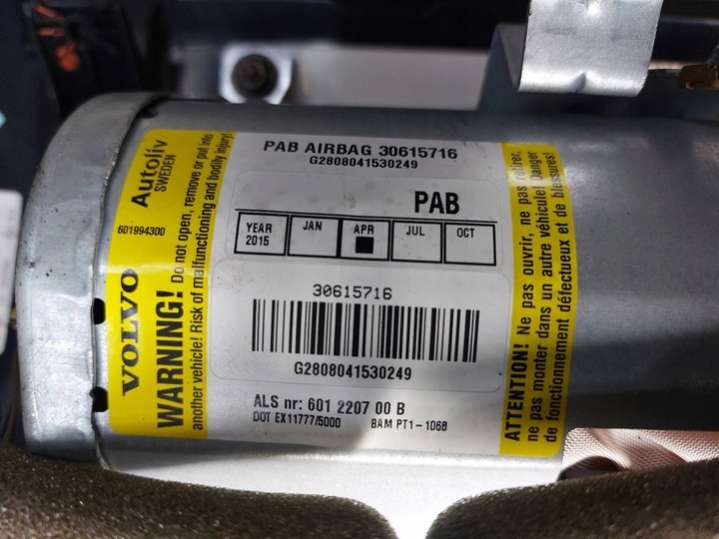 PAB AIRBAG 30615716
G2808041530249
PAB
YEAR 2015 JAN APR JUL OCT
30615716
G2808041530249
ALS nr: 601 2207 00 B
DOT EX11777/5000 BAM PT1-1068
Autoliv
SWEDEN
601994300
VOLVO
WARNING! Do not open, remove or put into
another vehicle! Risk of malfunctioning and bodily injury!
ATTENTION! Ne pas ouvrir, ne pas retirer,
ne pas monter dans un autre véhicule! Danger
de fonctionnement défectueux et de blessures!